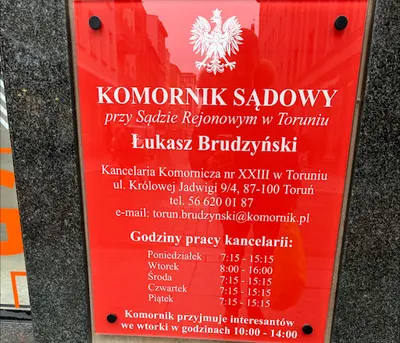 KOMORNIK SĄDOWY
przy Sądzie Rejonowym w Toruniu
Łukasz Brudzyński
Kancelaria Komornicza nr XXIII w Toruniu
ul. Królowej Jadwigi 9/4, 87-100 Toruń
tel. 56 620 01 87
e-mail: torun.brudzynski@komornik.pl
Godziny pracy kancelarii:
Poniedziałek 7:15 - 15:15
Wtorek 8:00 - 16:00
Środa 7:15 - 15:15
Czwartek 7:15 - 15:15
Piątek 7:15 - 15:15
Komornik przyjmuje interesantów
we wtorki w godzinach 10:00 - 14:00